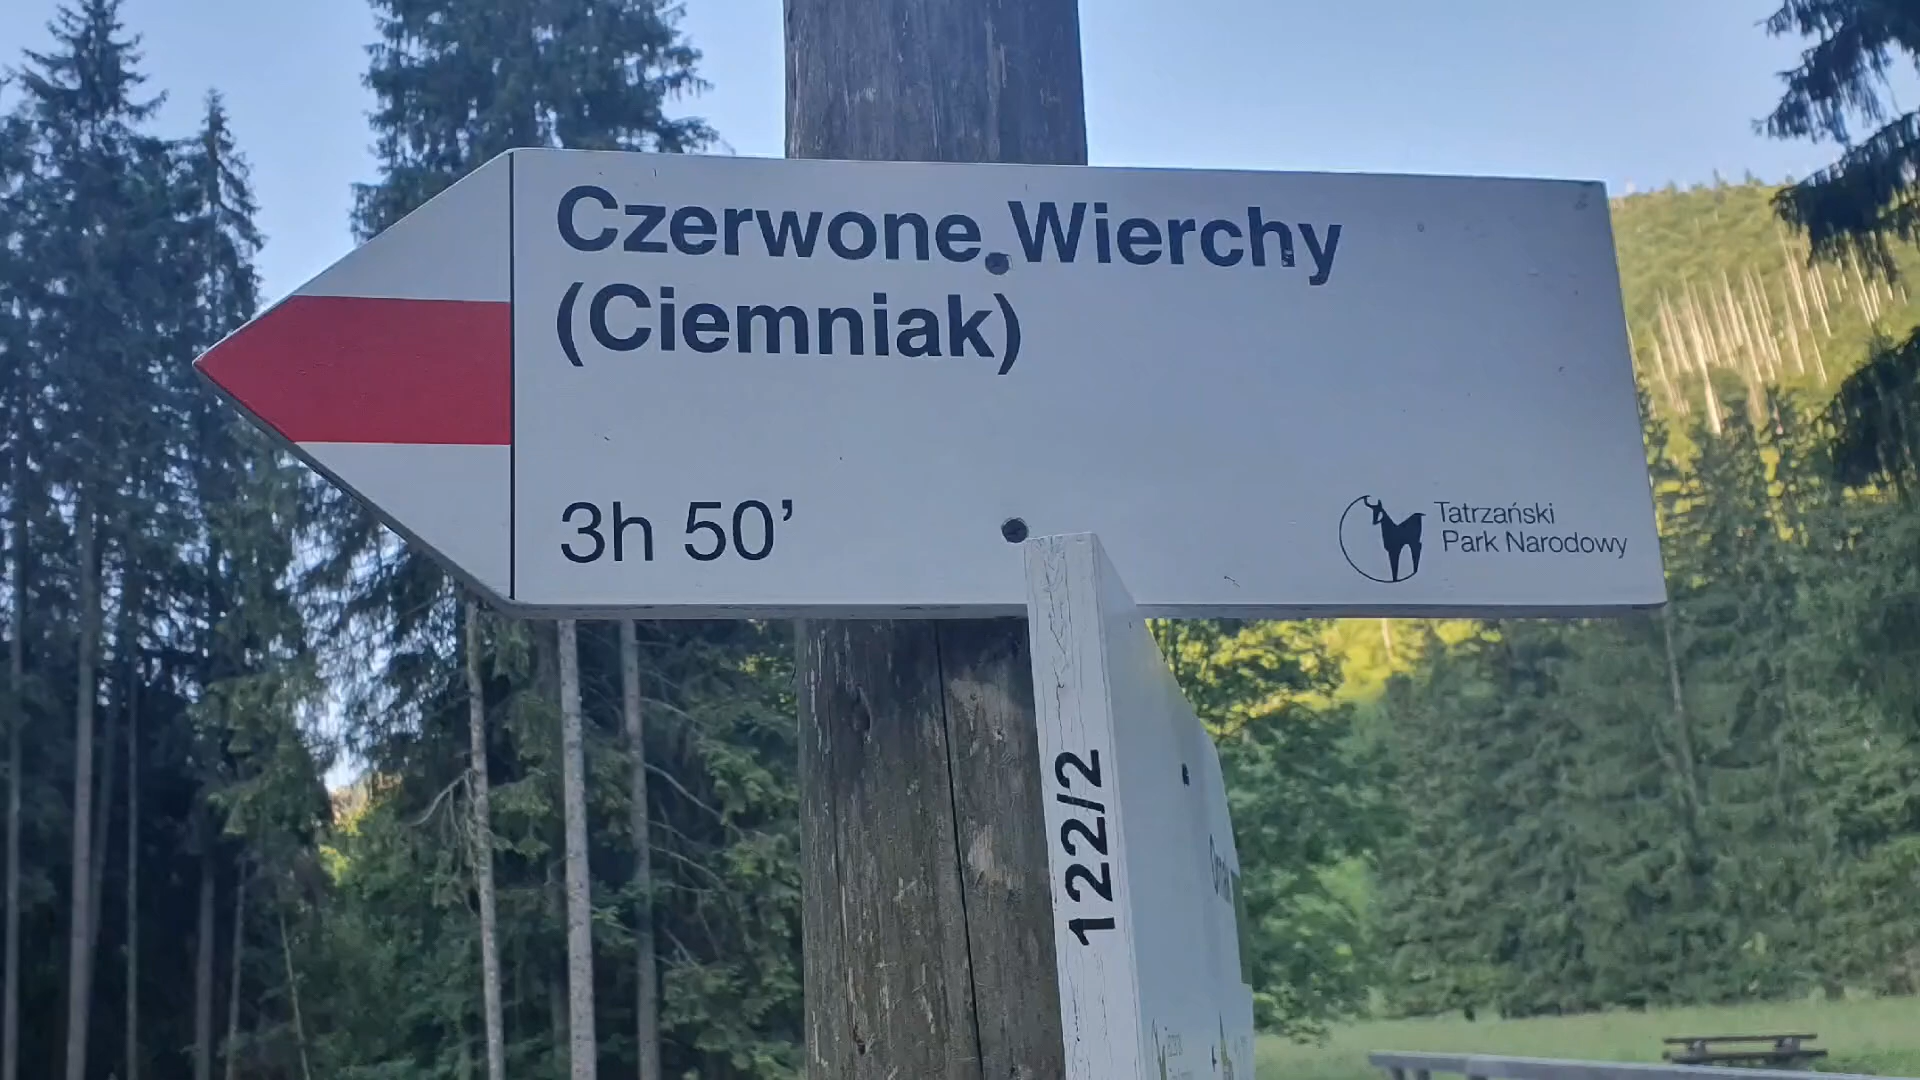 Czerwone Wierchy
(Ciemniak)
3h 50’
Tatrzański
Park Narodowy
122/2